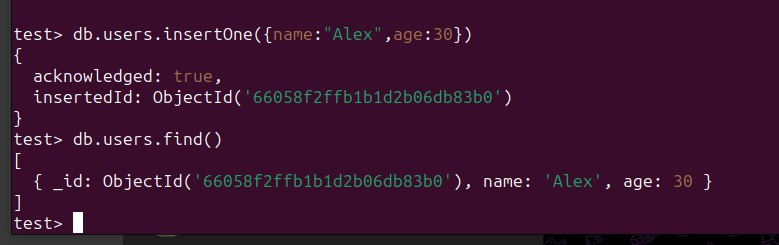 test> db.users.insertOne({name:"Alex",age:30})
{
  acknowledged: true,
  insertedId: ObjectId('66058f2ffb1b1d2b06db83b0')
}
test> db.users.find()
[
  { _id: ObjectId('66058f2ffb1b1d2b06db83b0'), name: 'Alex', age: 30 }
]
test>